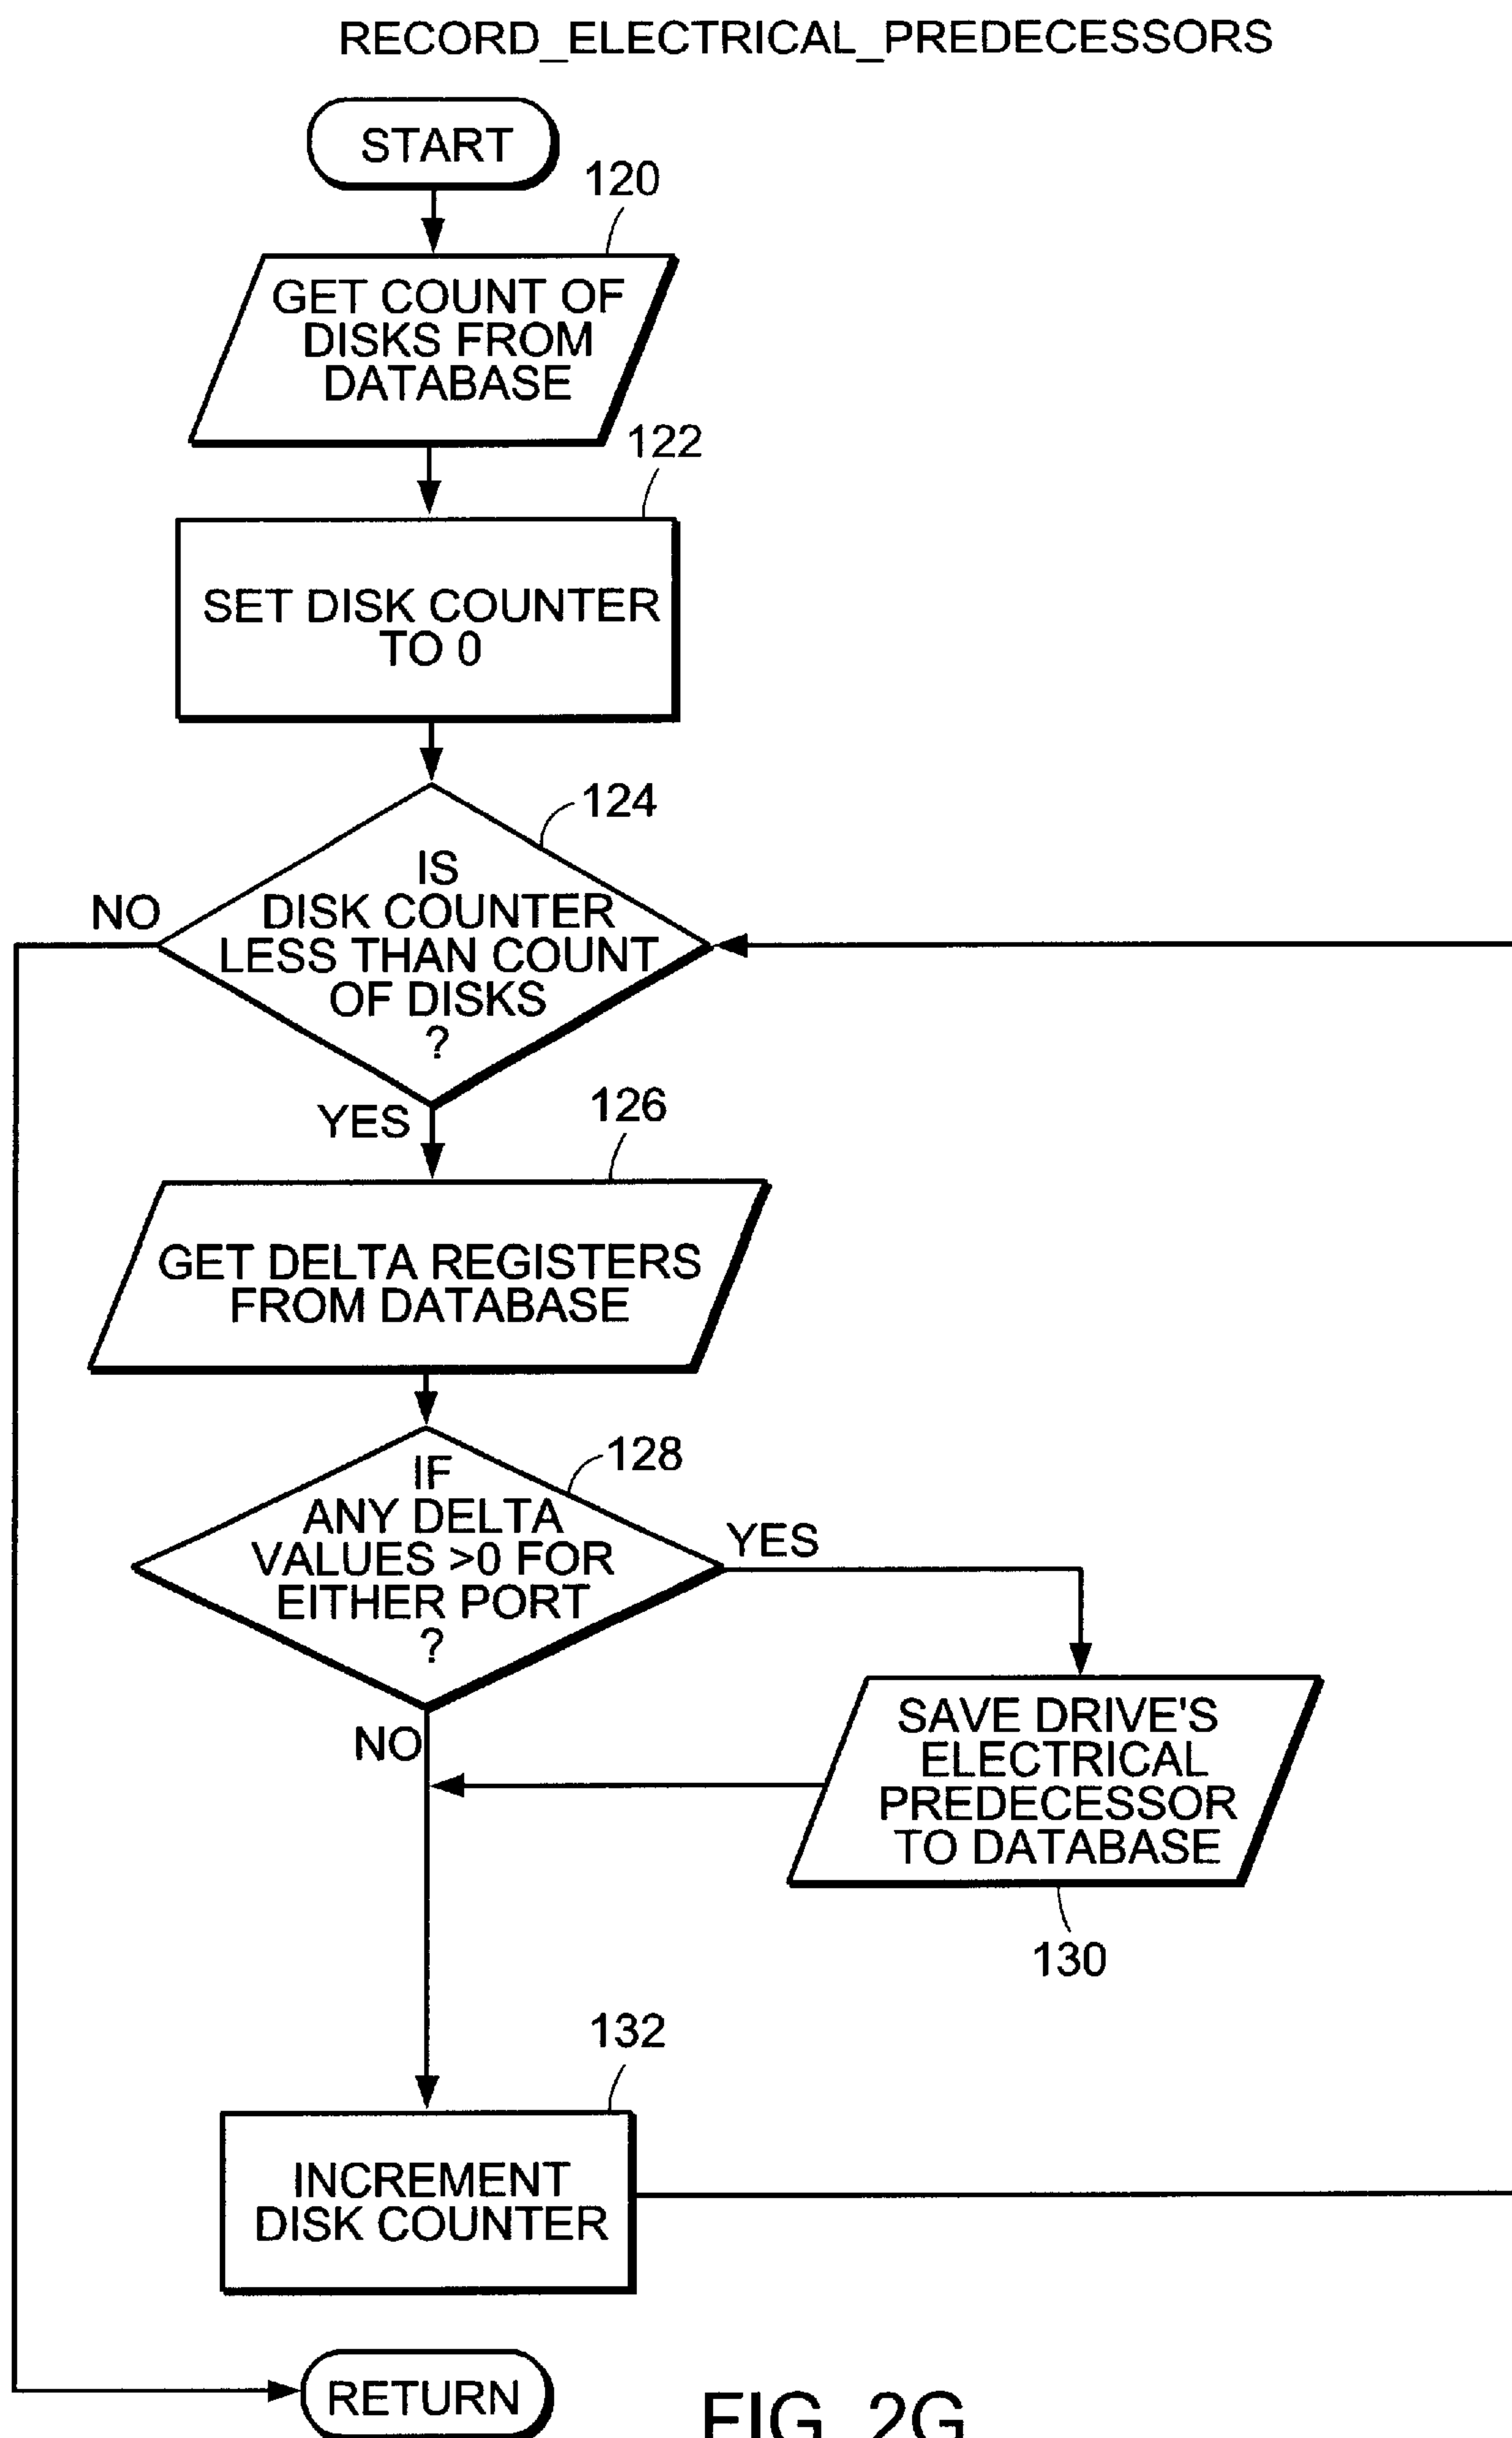 RECORD_ELECTRICAL_PREDECESSORS
START
120
GET COUNT OF
DISKS FROM
DATABASE
122
SET DISK COUNTER
TO 0
124
IS
DISK COUNTER
LESS THAN COUNT
OF DISKS
?
NO
YES
126
GET DELTA REGISTERS
FROM DATABASE
128
IF
ANY DELTA
VALUES >0 FOR
EITHER PORT
?
YES
NO
SAVE DRIVE'S
ELECTRICAL
PREDECESSOR
TO DATABASE
130
132
INCREMENT
DISK COUNTER
RETURN
FIG. 2G